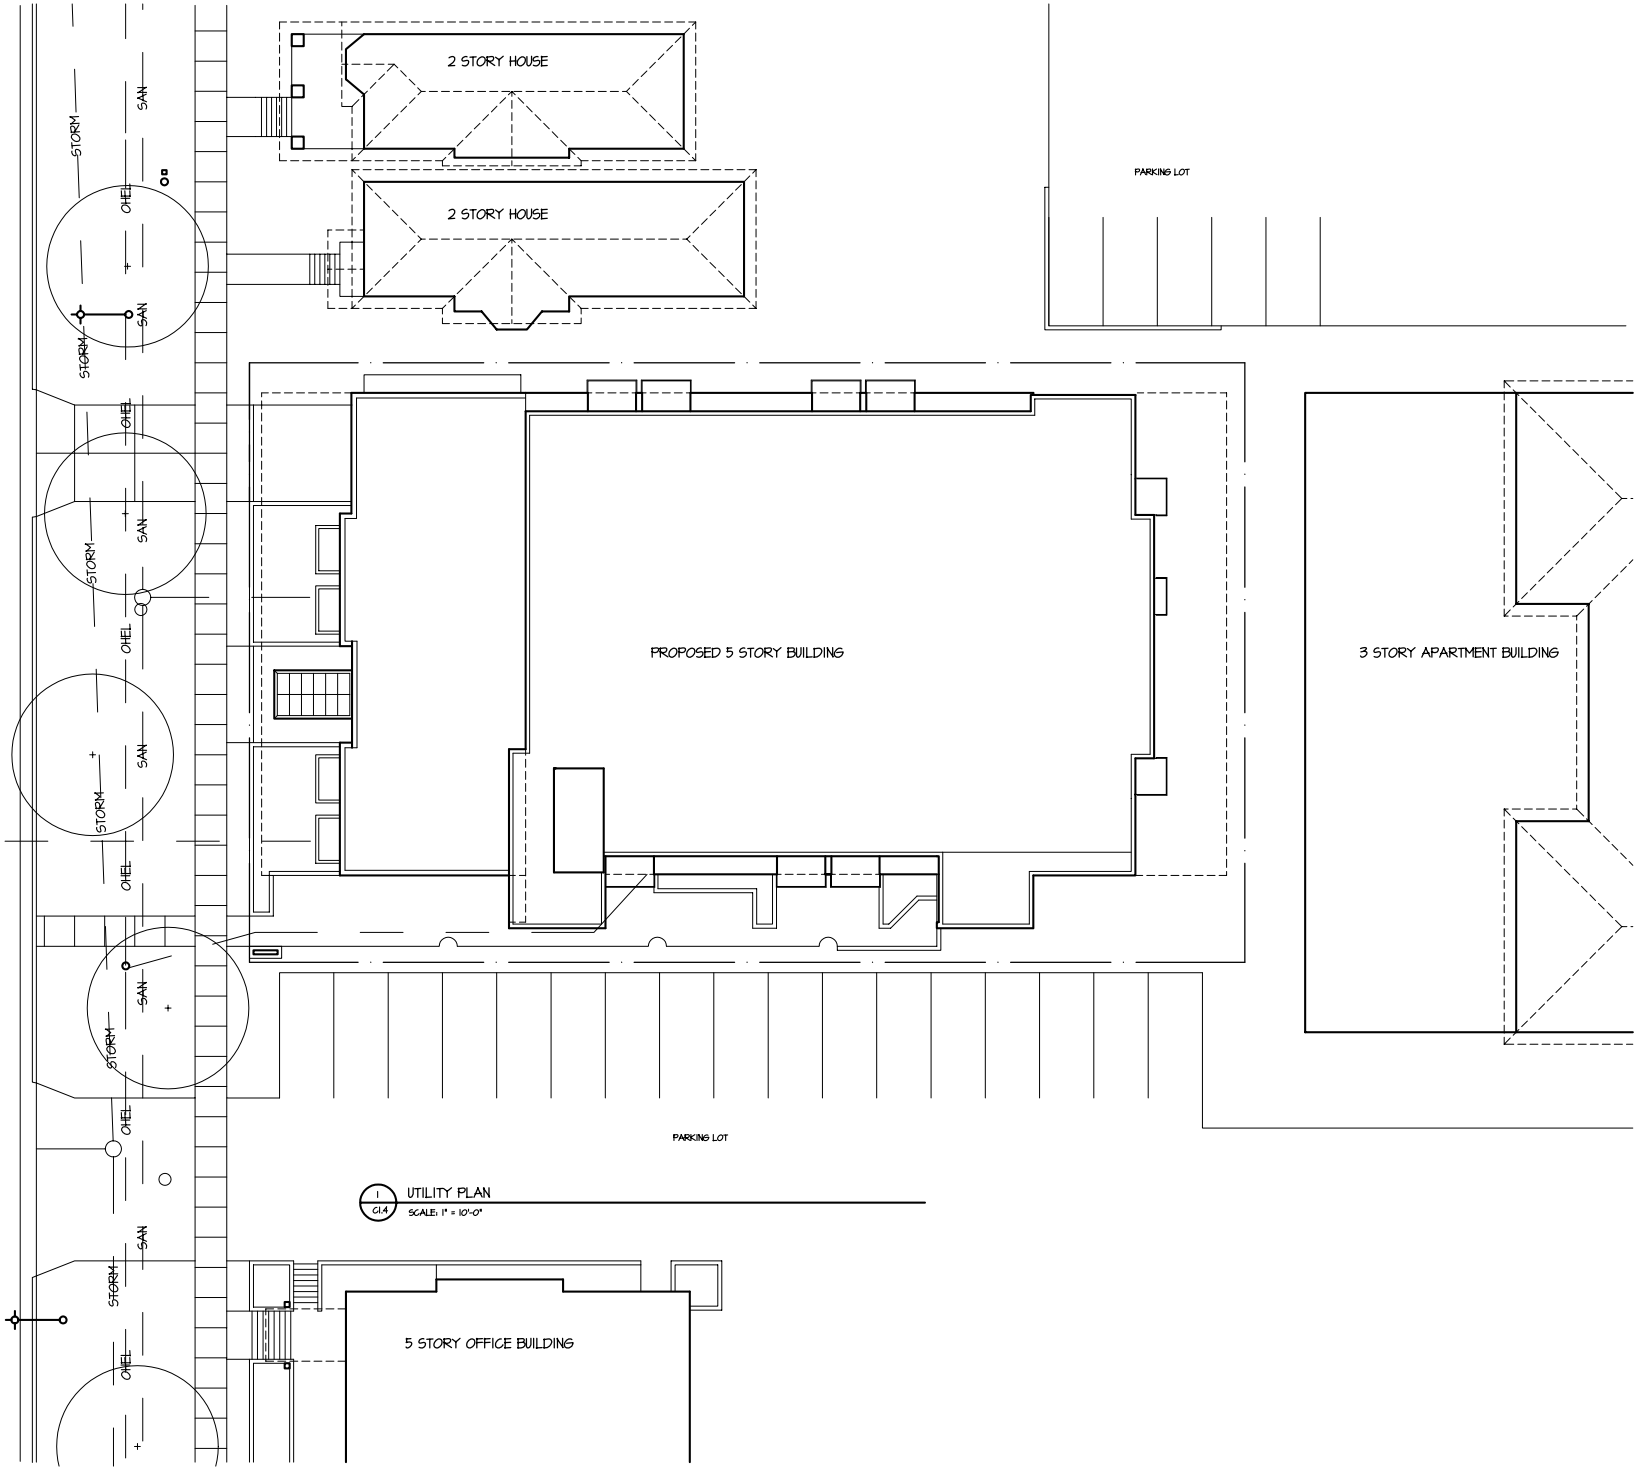 2 STORY HOUSE
SAN
STORM
PARKING LOT
OHEL
2 STORY HOUSE
SAN
STORM
OHEL
SAN
STORM
OHEL
PROPOSED 5 STORY BUILDING
3 STORY APARTMENT BUILDING
SAN
STORM
OHEL
SAN
STORM
OHEL
PARKING LOT
1
UTILITY PLAN
C1.4
SCALE: 1" = 10'-0"
SAN
STORM
5 STORY OFFICE BUILDING
OHEL